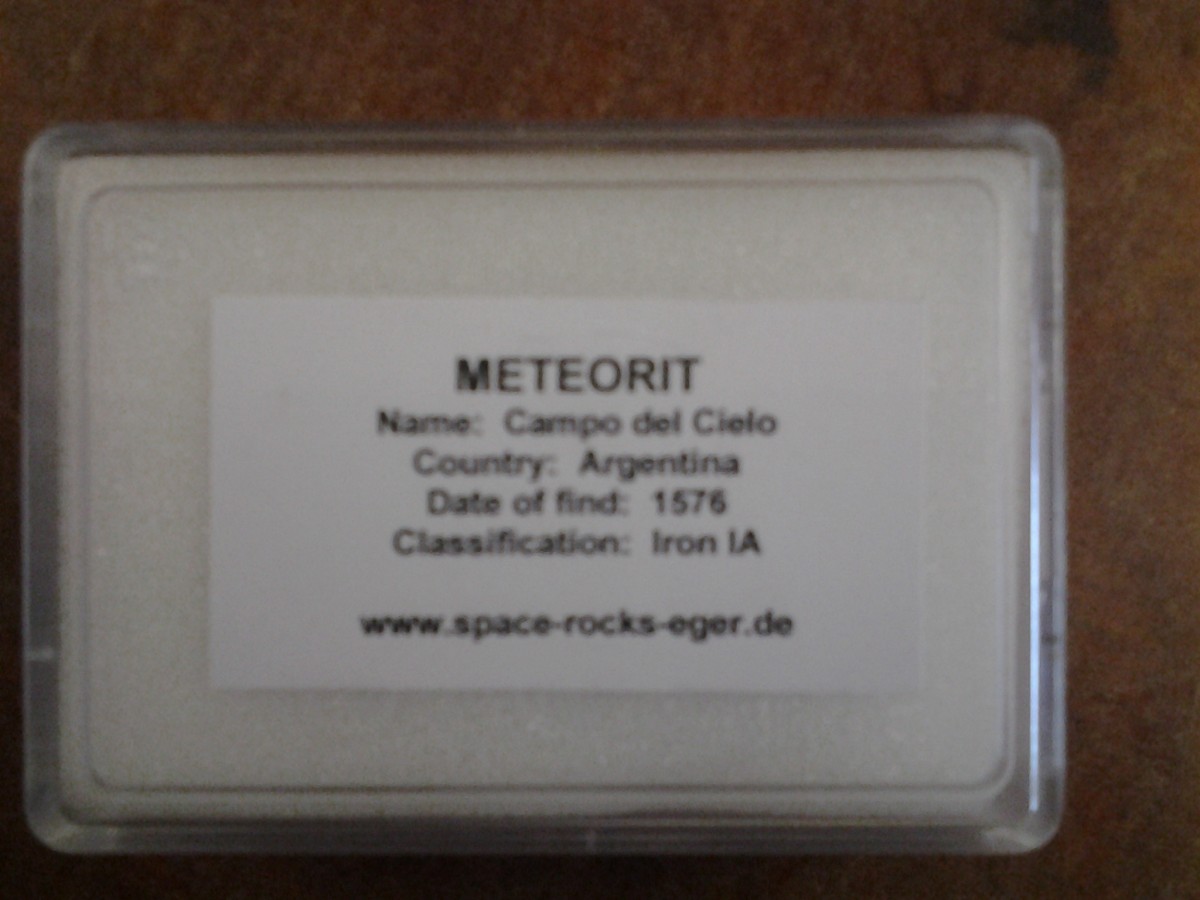 METEORIT
Name: Campo del Cielo
Country: Argentina
Date of find: 1576
Classification: Iron IA
www.space-rocks-eger.de